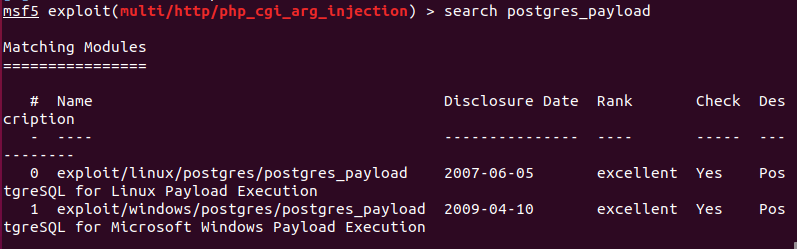 msf5 exploit(multi/http/php_cgi_arg_injection) > search postgres_payload
Matching Modules
================
# Name Disclosure Date Rank Check Des
cription
- ---- --------------- ---- ----- ---
--------
0 exploit/linux/postgres/postgres_payload 2007-06-05 excellent Yes Pos
tgreSQL for Linux Payload Execution
1 exploit/windows/postgres/postgres_payload 2009-04-10 excellent Yes Pos
tgreSQL for Microsoft Windows Payload Execution